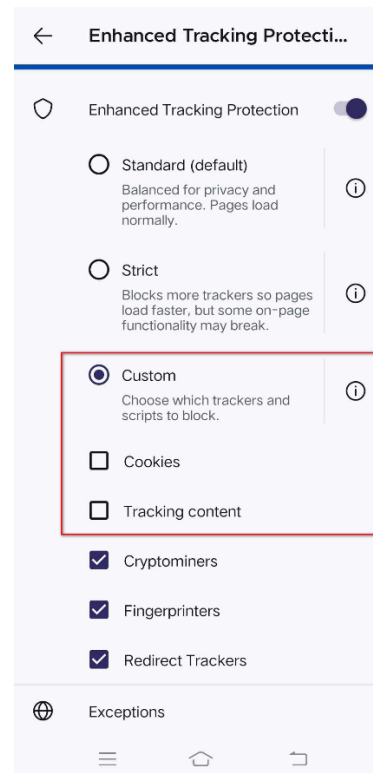 Enhanced Tracking Protecti...
Enhanced Tracking Protection
Standard (default)
Balanced for privacy and
performance. Pages load
normally.
Strict
Blocks more trackers so pages
load faster, but some on-page
functionality may break.
Custom
Choose which trackers and
scripts to block.
Cookies
Tracking content
Cryptominers
Fingerprinters
Redirect Trackers
Exceptions